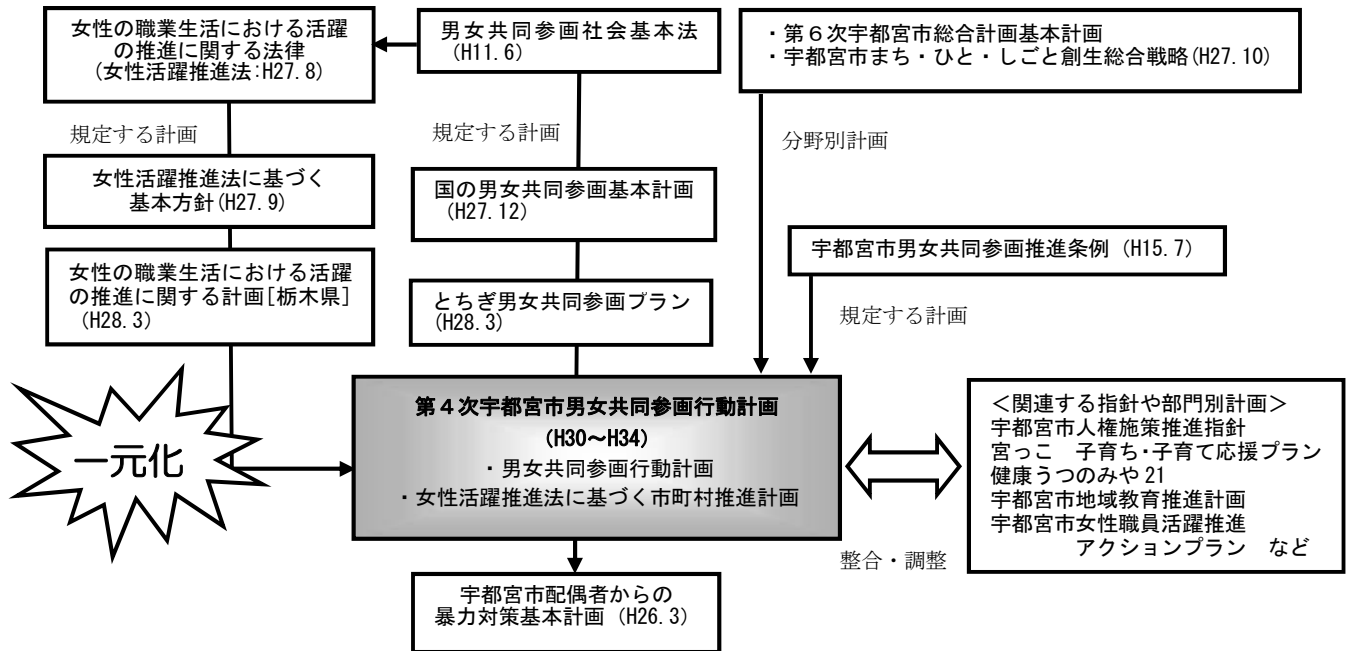 女性の職業生活における活躍
の推進に関する法律
(女性活躍推進法:H27.8)
男女共同参画社会基本法
(H11.6)
・第6次宇都宮市総合計画基本計画
・宇都宮市まち・ひと・しごと創生総合戦略(H27.10)
規定する計画
規定する計画
分野別計画
女性活躍推進法に基づく
基本方針(H27.9)
国の男女共同参画基本計画
(H27.12)
宇都宮市男女共同参画推進条例 (H15.7)
女性の職業生活における活躍
の推進に関する計画[栃木県]
(H28.3)
とちぎ男女共同参画プラン
(H28.3)
規定する計画
一元化
第4次宇都宮市男女共同参画行動計画
(H30~H34)
・男女共同参画行動計画
・女性活躍推進法に基づく市町村推進計画
<関連する指針や部門別計画>
宇都宮市人権施策推進指針
宮っこ 子育ち・子育て応援プラン
健康うつのみや21
宇都宮市地域教育推進計画
宇都宮市女性職員活躍推進
アクションプラン など
整合・調整
宇都宮市配偶者からの
暴力対策基本計画 (H26.3)